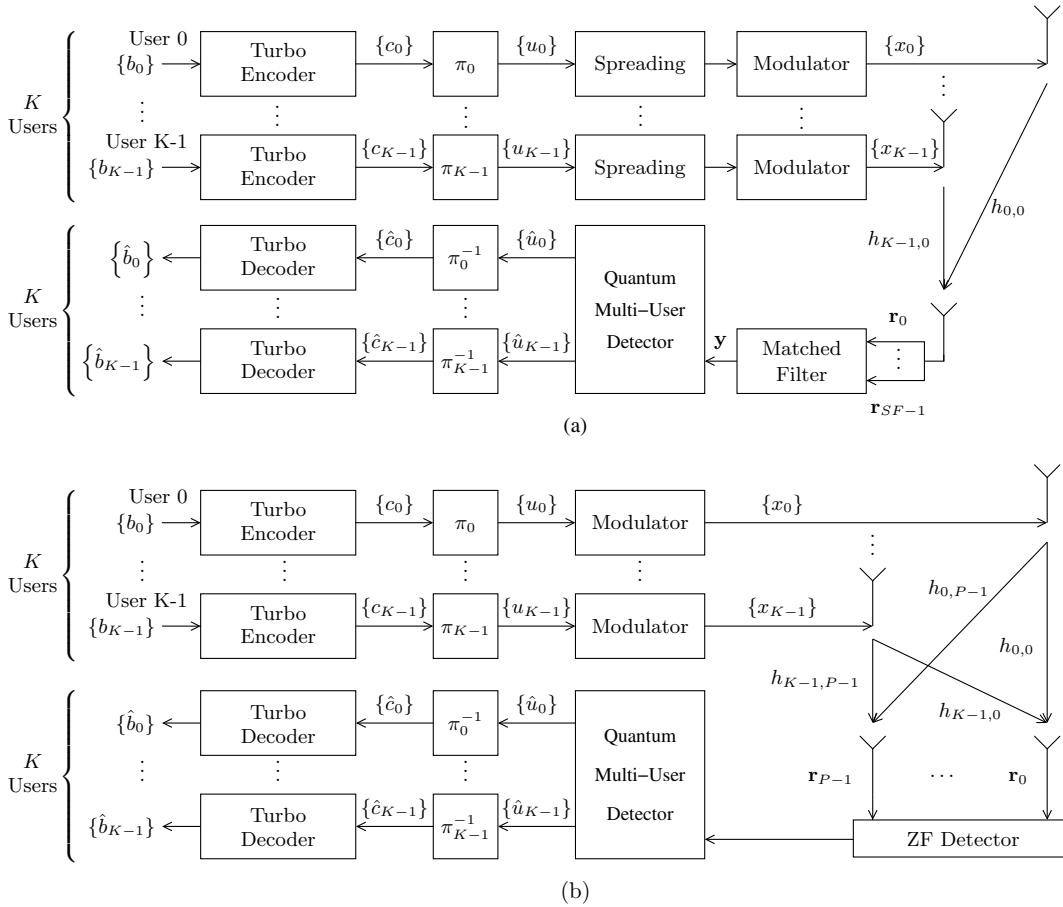 User 0
{b_0}
Turbo Encoder
{c_0}
π_0
{u_0}
Spreading
Modulator
{x_0}
K Users
⋮ ⋮ ⋮ ⋮ ⋮
User K-1
{b_{K−1}}
Turbo Encoder
{c_{K−1}}
π_{K−1}
{u_{K−1}}
Spreading
Modulator
{x_{K−1}}
h_{0,0}
h_{K−1,0}
{b̂_0}
Turbo Decoder
{ĉ_0}
π_0^{−1}
{û_0}
Quantum
Multi−User
Detector
K Users
⋮ ⋮ ⋮
{b̂_{K−1}}
Turbo Decoder
{ĉ_{K−1}}
π_{K−1}^{−1}
{û_{K−1}}
y
Matched Filter
r_0
⋮
r_{SF−1}
(a)
User 0
{b_0}
Turbo Encoder
{c_0}
π_0
{u_0}
Modulator
{x_0}
K Users
⋮ ⋮ ⋮ ⋮ ⋮
User K-1
{b_{K−1}}
Turbo Encoder
{c_{K−1}}
π_{K−1}
{u_{K−1}}
Modulator
{x_{K−1}}
h_{0,P−1}
h_{0,0}
h_{K−1,P−1}
h_{K−1,0}
{b̂_0}
Turbo Decoder
{ĉ_0}
π_0^{−1}
{û_0}
Quantum
Multi−User
Detector
K Users
⋮ ⋮ ⋮
{b̂_{K−1}}
Turbo Decoder
{ĉ_{K−1}}
π_{K−1}^{−1}
{û_{K−1}}
r_{P−1}
⋯
r_0
ZF Detector
(b)